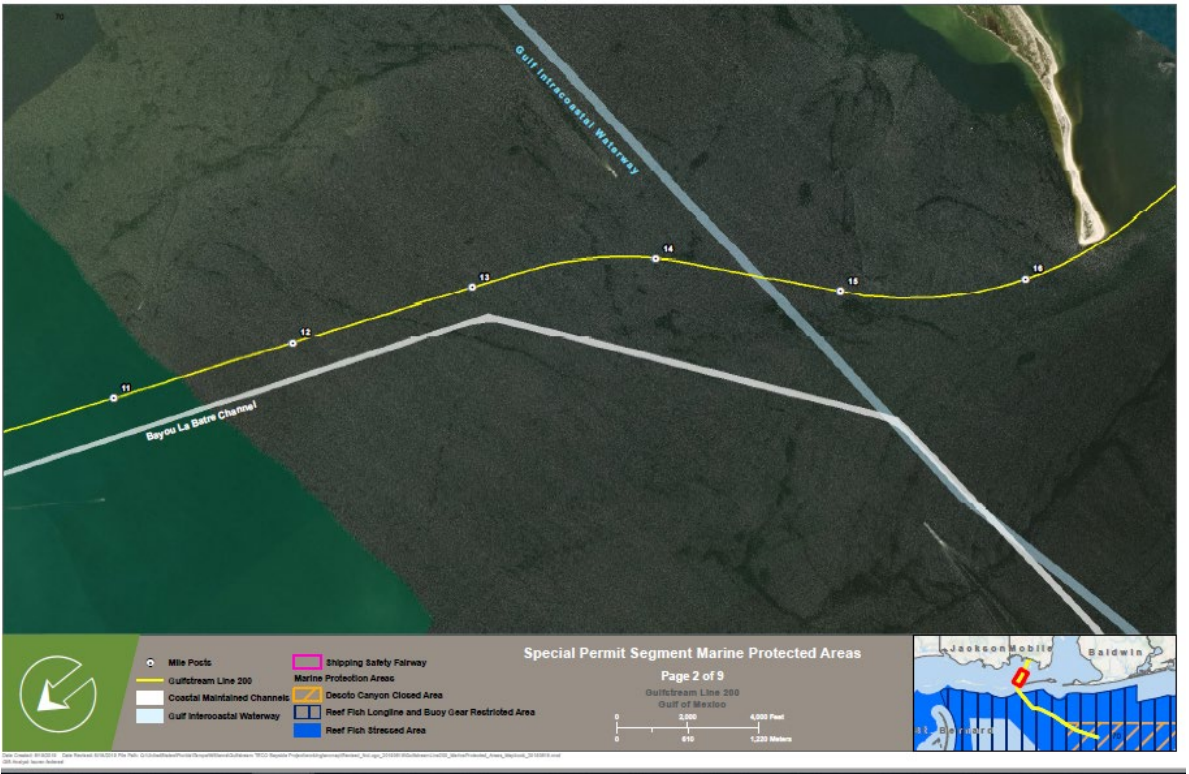 70
Gulf Intracoastal Waterway
14
13
15
16
12
11
Bayou La Batre Channel
Mile Posts
Gulfstream Line 200
Coastal Maintained Channels
Gulf Intercoastal Waterway
Shipping Safety Fairway
Marine Protection Areas
Desoto Canyon Closed Area
Reef Fish Longline and Buoy Gear Restricted Area
Reef Fish Stressed Area
Special Permit Segment Marine Protected Areas
Page 2 of 9
Gulfstream Line 200
Gulf of Mexico
0 2,000 4,000 Feet
0 610 1,220 Meters
Jackson Mobile
Baldwin
Bernard